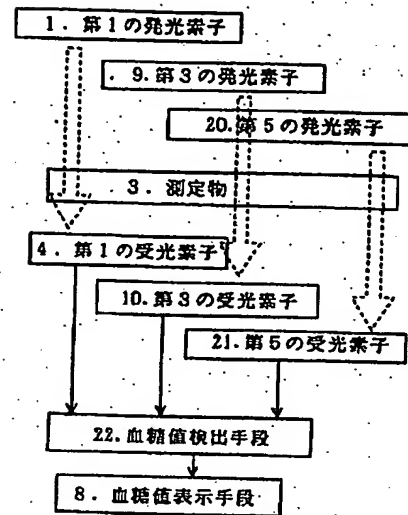 1. 第1の発光素子
9.第3の発光素子
20.第5の発光素子
3. 測定物
4. 第1の受光素子
10.第3の受光素子
21.第5の受光素子
22.血糖値検出手段
8. 血糖値表示手段